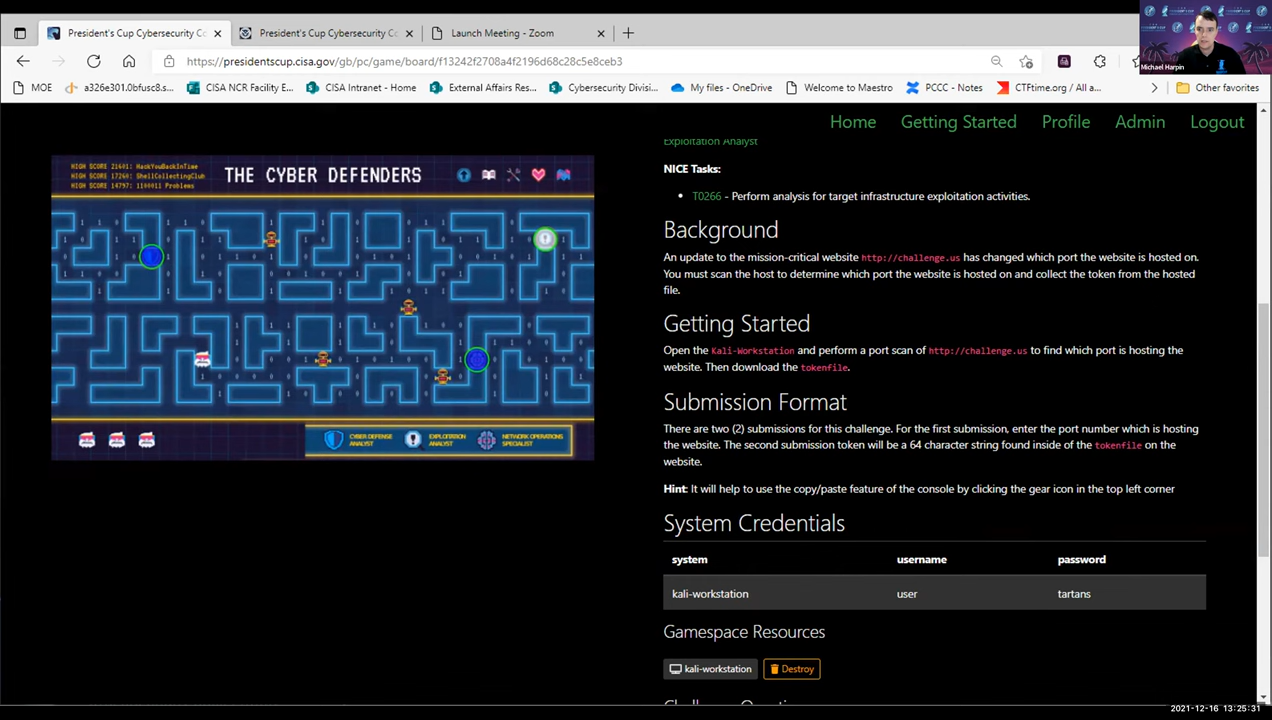 President's Cup Cybersecurity Co
President's Cup Cybersecurity Co
Launch Meeting - Zoom
https://presidentscup.cisa.gov/gb/pc/game/board/f13242f2708a4f2196d68c28c5e8ceb3
Michael Harpin
MOE
a326e301.0bfusc8.s...
CISA NCR Facility E...
CISA Intranet - Home
External Affairs Res...
Cybersecurity Divisi...
My files - OneDrive
Welcome to Maestro
PCCC - Notes
CTFtime.org / All a...
Other favorites
Home
Getting Started
Profile
Admin
Logout
HIGH SCORE 21601: HackYouBackInTime
HIGH SCORE 17260: ShellCollectingClub
HIGH SCORE 14797: 1100011 Problems
THE CYBER DEFENDERS
CYBER DEFENSE
ANALYST
EXPLOITATION
ANALYST
NETWORK OPERATIONS
SPECIALIST
Exploitation Analyst
NICE Tasks:
T0266 - Perform analysis for target infrastructure exploitation activities.
Background
An update to the mission-critical website http://challenge.us has changed which port the website is hosted on.
You must scan the host to determine which port the website is hosted on and collect the token from the hosted
file.
Getting Started
Open the Kali-Workstation and perform a port scan of http://challenge.us to find which port is hosting the
website. Then download the tokenfile.
Submission Format
There are two (2) submissions for this challenge. For the first submission, enter the port number which is hosting
the website. The second submission token will be a 64 character string found inside of the tokenfile on the
website.
Hint: It will help to use the copy/paste feature of the console by clicking the gear icon in the top left corner
System Credentials
system username password
kali-workstation user tartans
Gamespace Resources
kali-workstation
Destroy
2021-12-16 13:25:31